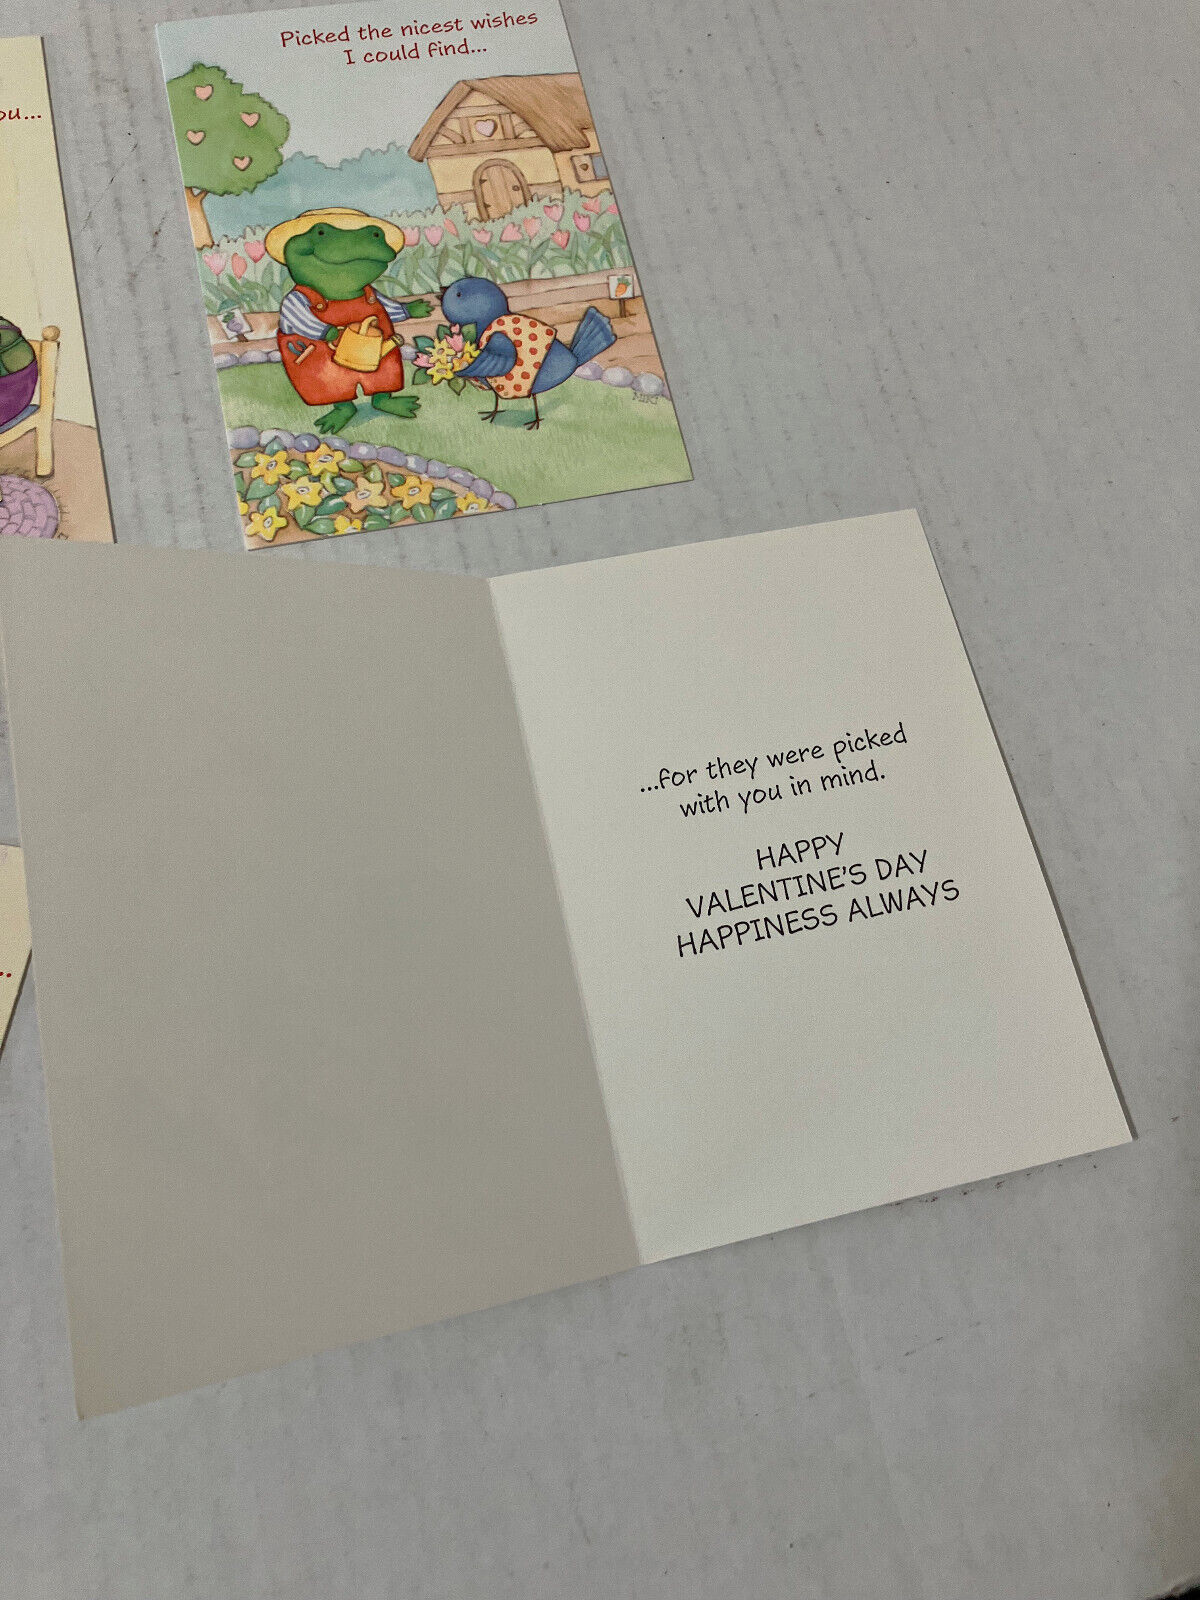 Picked the nicest wishes
I could find...
...for they were picked
with you in mind.
HAPPY
VALENTINE'S DAY
HAPPINESS ALWAYS